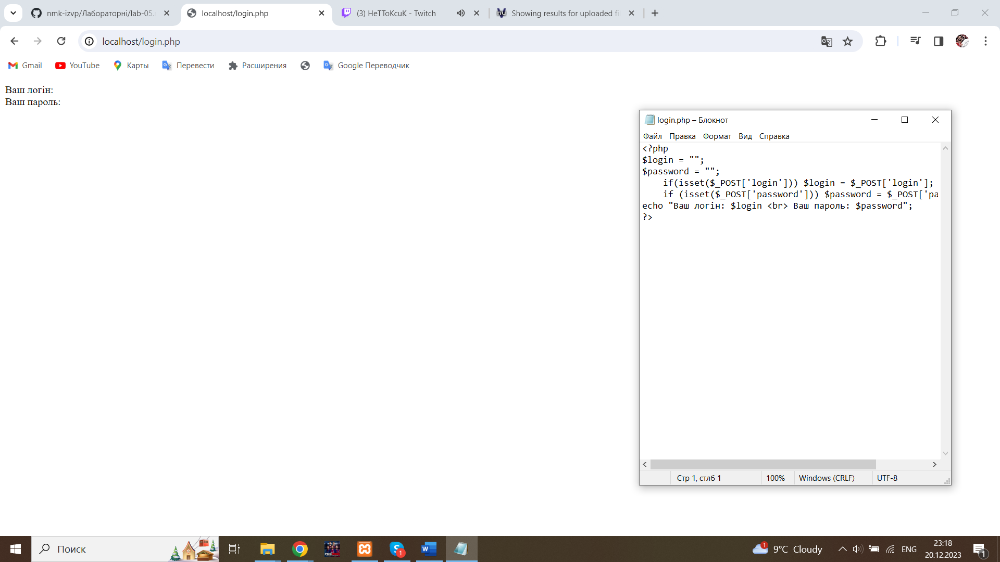 nmk-izvp/Лабораторні/lab-05.
localhost/login.php
(3) HeTToKcuK - Twitch
Showing results for uploaded fi
localhost/login.php
Gmail
YouTube
Карты
Перевести
Расширения
Google Переводчик
Ваш логін:
Ваш пароль:
login.php – Блокнот
Файл Правка Формат Вид Справка
<?php
$login = "";
$password = "";
if(isset($_POST['login'])) $login = $_POST['login'];
if (isset($_POST['password'])) $password = $_POST['pa
echo "Ваш логін: $login <br> Ваш пароль: $password";
?>
Стр 1, стлб 1
100%
Windows (CRLF)
UTF-8
Поиск
1
1
9°C Cloudy
ENG
23:18
20.12.2023
1